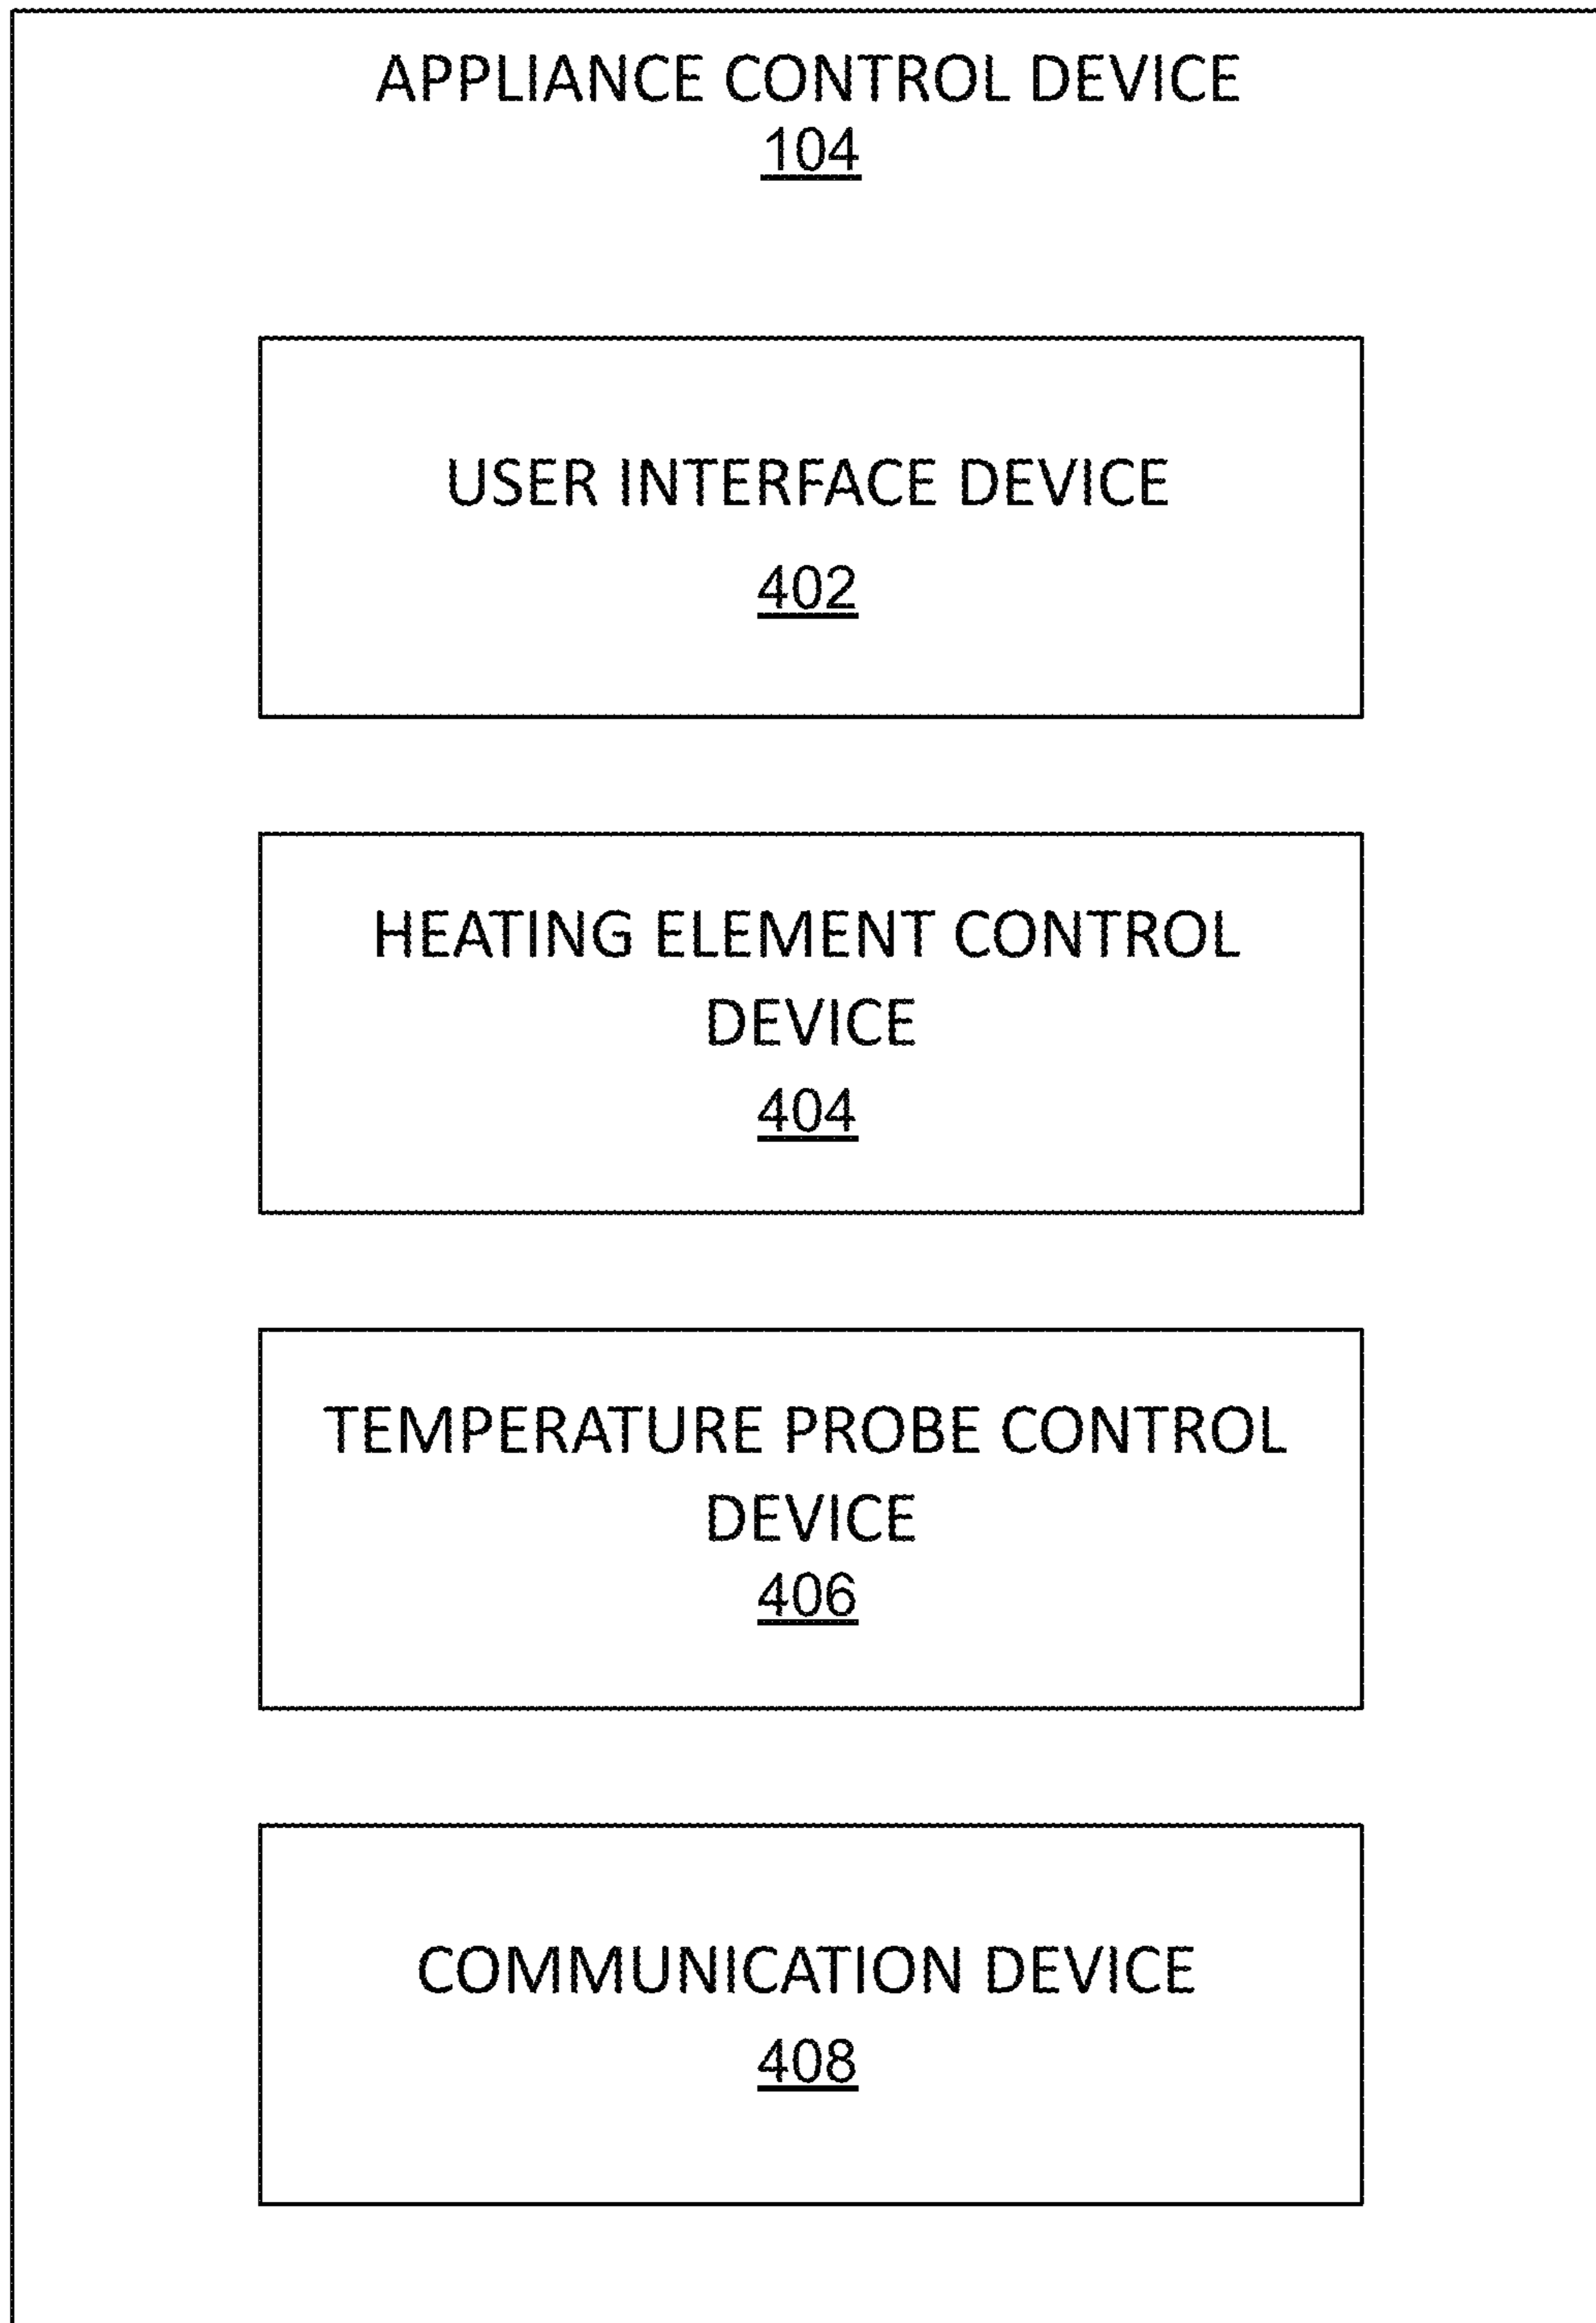 APPLIANCE CONTROL DEVICE
104
USER INTERFACE DEVICE
402
HEATING ELEMENT CONTROL
DEVICE
404
TEMPERATURE PROBE CONTROL
DEVICE
406
COMMUNICATION DEVICE
408